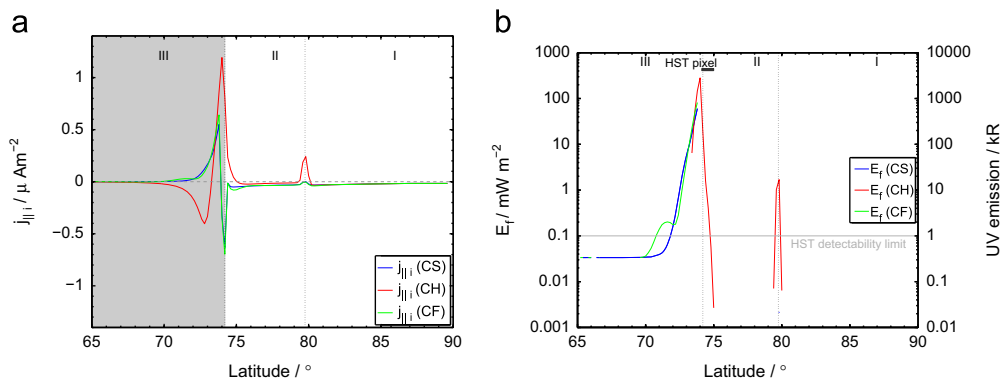 a
III
II
I
1
0.5
0
−0.5
−1
65
70
75
80
85
90
j|| i / μ Am−2
Latitude / °
j|| i (CS)
j|| i (CH)
j|| i (CF)
b
III
HST pixel
II
I
1000
100
10
1
0.1
0.01
0.001
10000
1000
100
10
1
0.1
0.01
65
70
75
80
85
90
Ef / mW m−2
UV emission / kR
Latitude / °
Ef (CS)
Ef (CH)
Ef (CF)
HST detectability limit